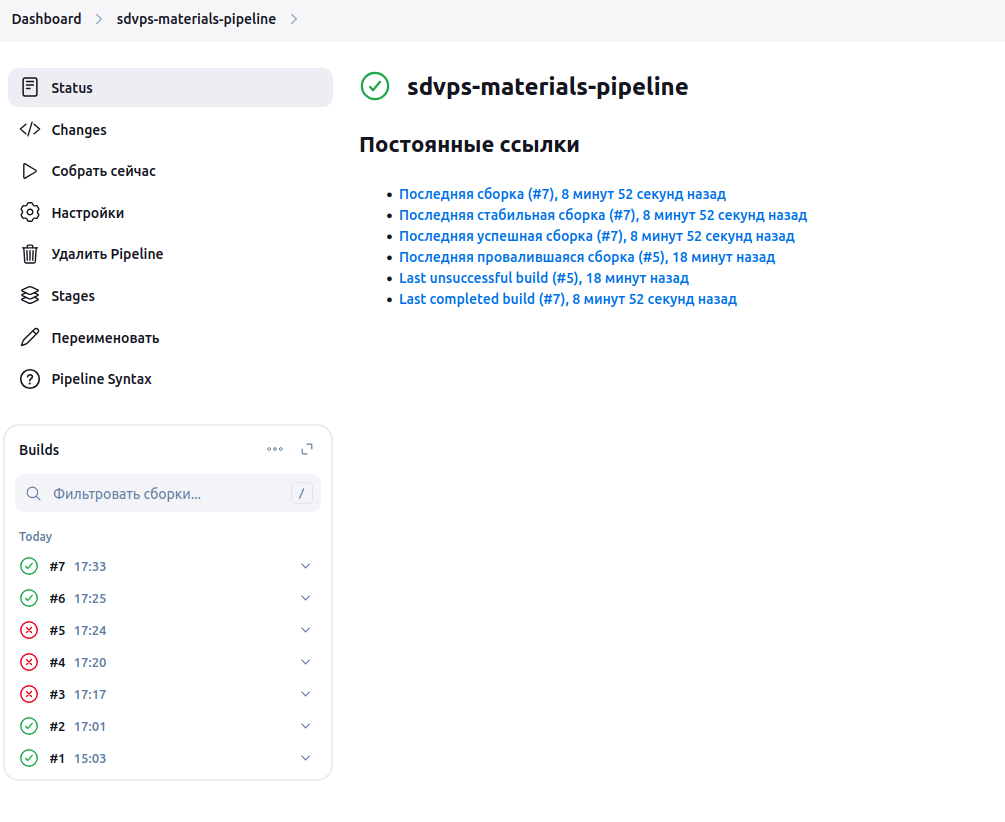 Dashboard > sdvps-materials-pipeline >
Status
Changes
Собрать сейчас
Настройки
Удалить Pipeline
Stages
Переименовать
Pipeline Syntax
Builds
Фильтровать сборки... /
Today
#7 17:33
#6 17:25
#5 17:24
#4 17:20
#3 17:17
#2 17:01
#1 15:03
sdvps-materials-pipeline
Постоянные ссылки
Последняя сборка (#7), 8 минут 52 секунд назад
Последняя стабильная сборка (#7), 8 минут 52 секунд назад
Последняя успешная сборка (#7), 8 минут 52 секунд назад
Последняя провалившаяся сборка (#5), 18 минут назад
Last unsuccessful build (#5), 18 минут назад
Last completed build (#7), 8 минут 52 секунд назад